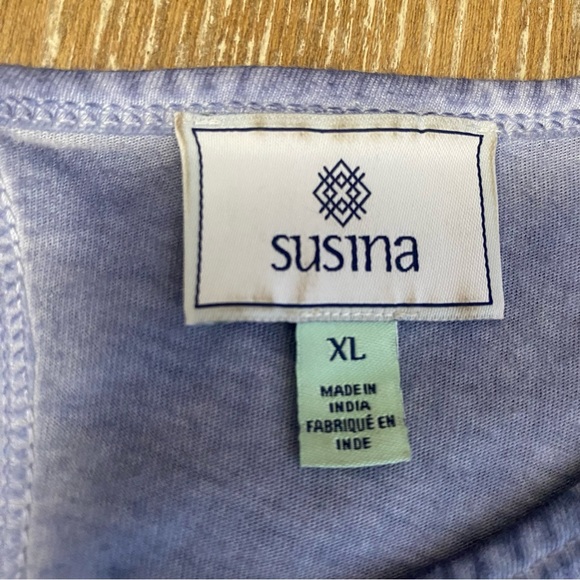 susina
XL
MADE IN
INDIA
FABRIQUÉ EN
INDE